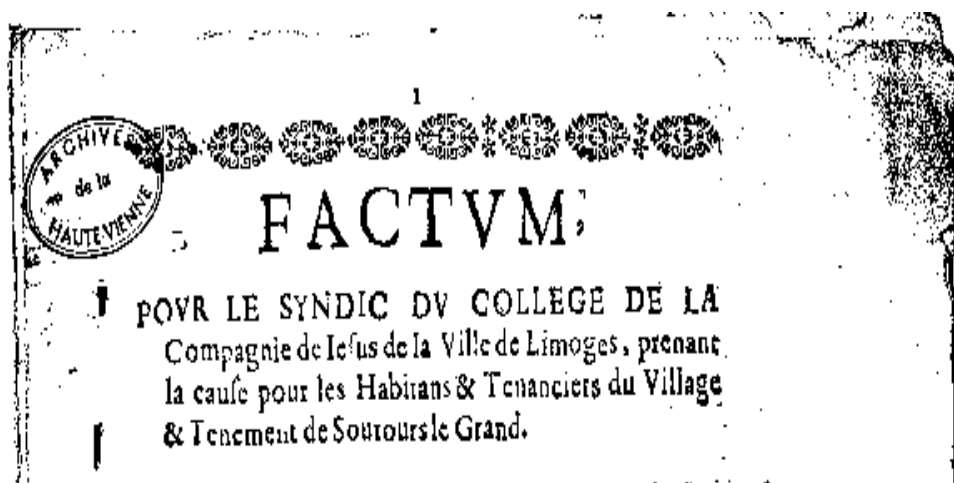 1
ARCHIVES
de la
HAUTE VIENNE
FACTVM,
POVR LE SYNDIC DV COLLEGE DE LA
Compagnie de Ieſus de la Ville de Limoges, prenant
la cauſe pour les Habitans & Tenanciers du Village
& Tenement de Soutours le Grand.